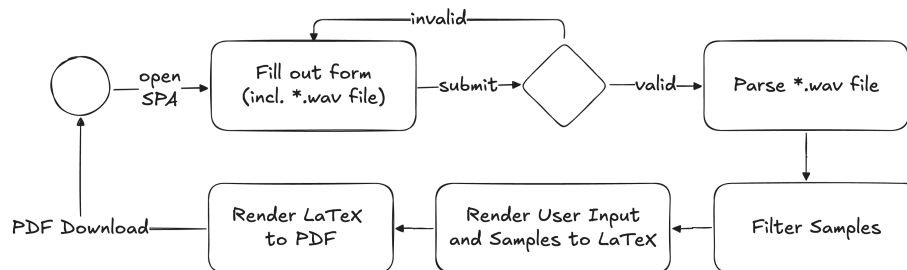 invalid
open
SPA
Fill out form
(incl. *.wav file)
submit
valid
Parse *.wav file
PDF Download
Render LaTeX
to PDF
Render User Input
and Samples to LaTeX
Filter Samples